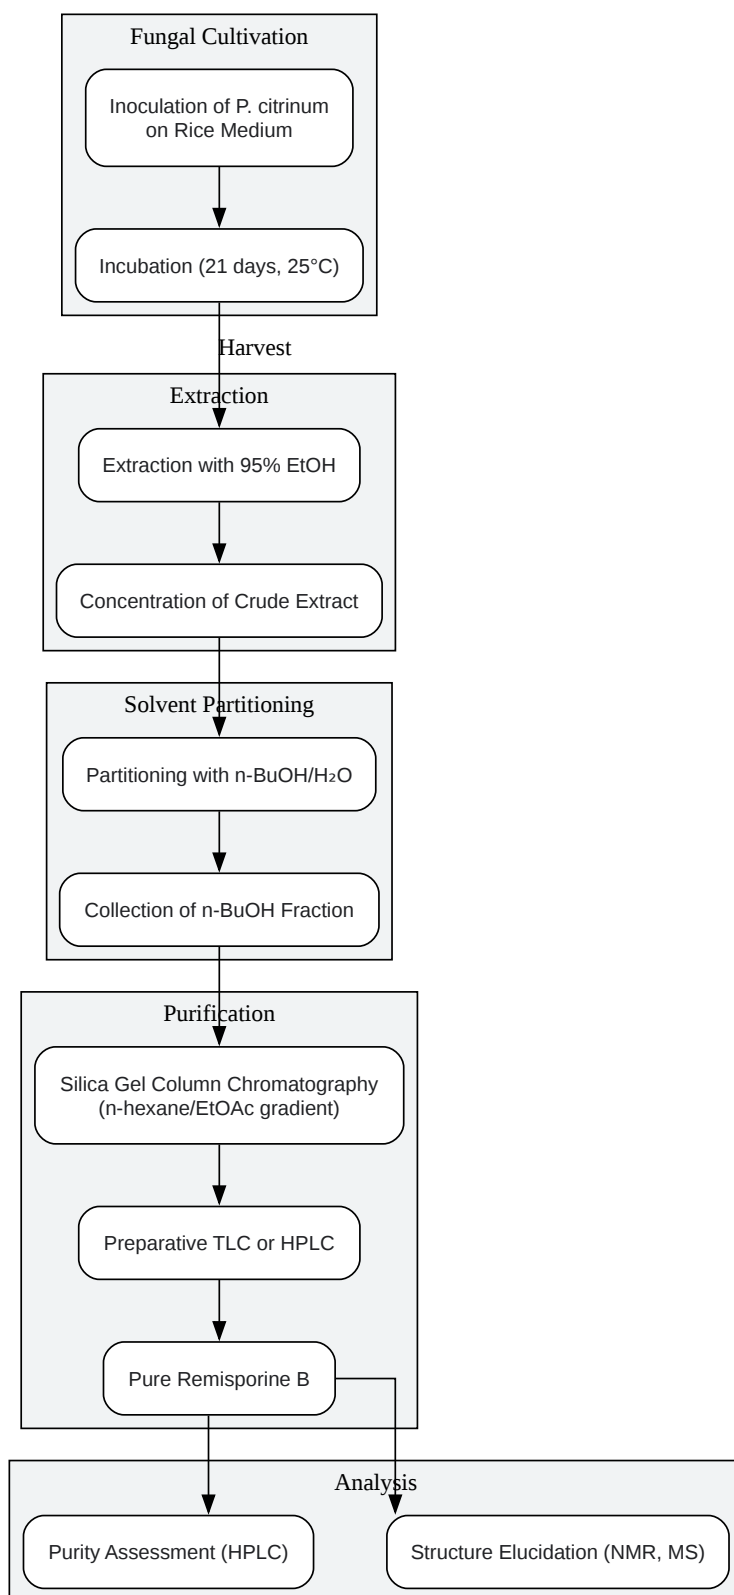 Fungal Cultivation
Inoculation of P. citrinum
on Rice Medium
Incubation (21 days, 25°C)
Harvest
Extraction
Extraction with 95% EtOH
Concentration of Crude Extract
Solvent Partitioning
Partitioning with n-BuOH/H₂O
Collection of n-BuOH Fraction
Purification
Silica Gel Column Chromatography
(n-hexane/EtOAc gradient)
Preparative TLC or HPLC
Pure Remisporine B
Analysis
Purity Assessment (HPLC)
Structure Elucidation (NMR, MS)